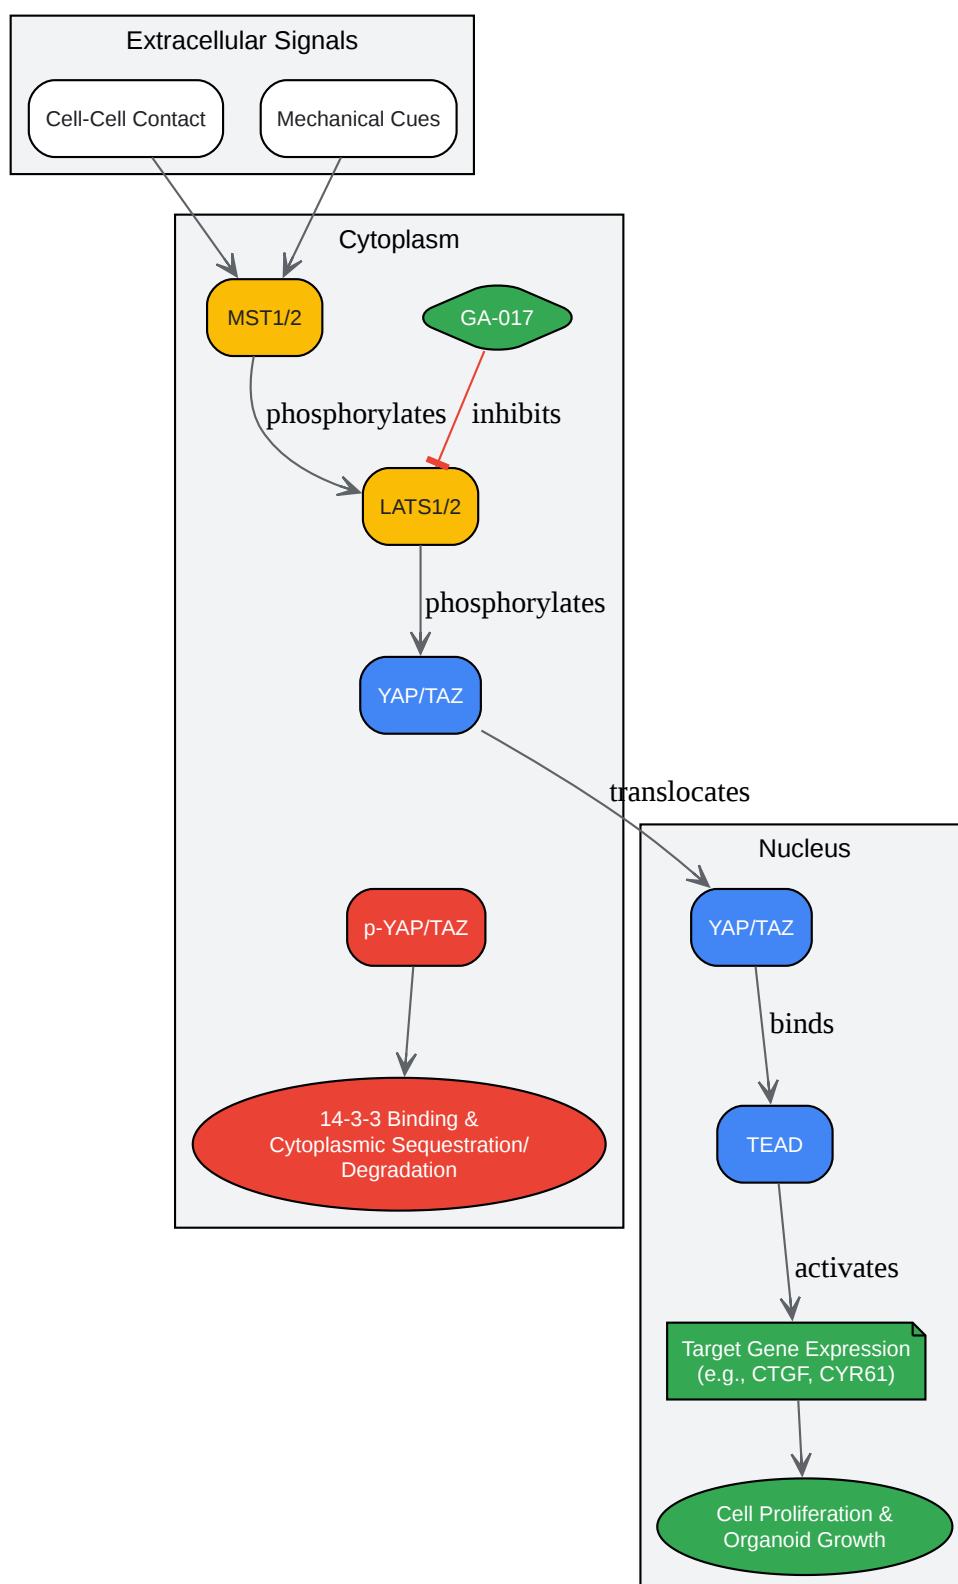 Extracellular Signals
Cell-Cell Contact
Mechanical Cues
Cytoplasm
MST1/2
GA-017
phosphorylates
inhibits
LATS1/2
phosphorylates
YAP/TAZ
translocates
Nucleus
p-YAP/TAZ
YAP/TAZ
binds
14-3-3 Binding &
Cytoplasmic Sequestration/
Degradation
TEAD
activates
Target Gene Expression
(e.g., CTGF, CYR61)
Cell Proliferation &
Organoid Growth